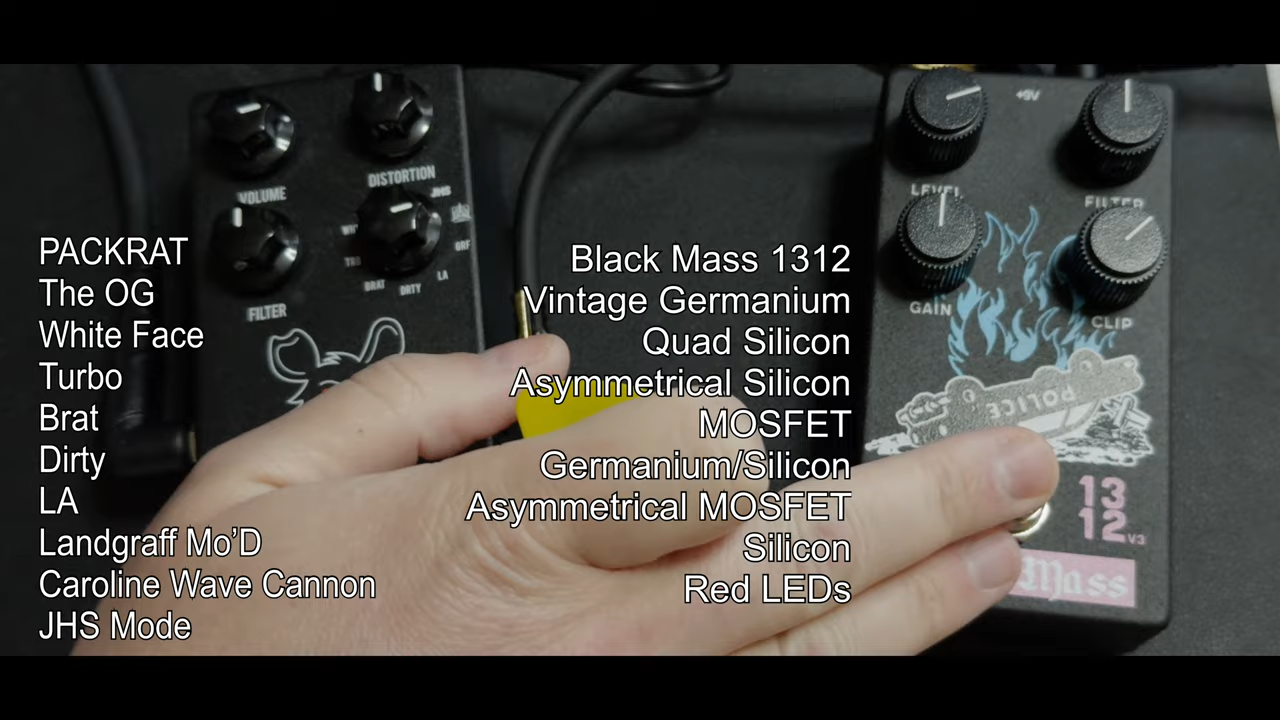 +9V
DISTORTION
VOLUME
JHS
LEVEL
FILTER
PACKRAT
The OG
White Face
Turbo
Brat
Dirty
LA
Landgraff Mo’D
Caroline Wave Cannon
JHS Mode
BRAT
DRTY
LA
FILTER
Black Mass 1312
Vintage Germanium
Quad Silicon
Asymmetrical Silicon
MOSFET
Germanium/Silicon
Asymmetrical MOSFET
Silicon
Red LEDs
GAIN
CLIP
POLICE
13
12 V3
Mass